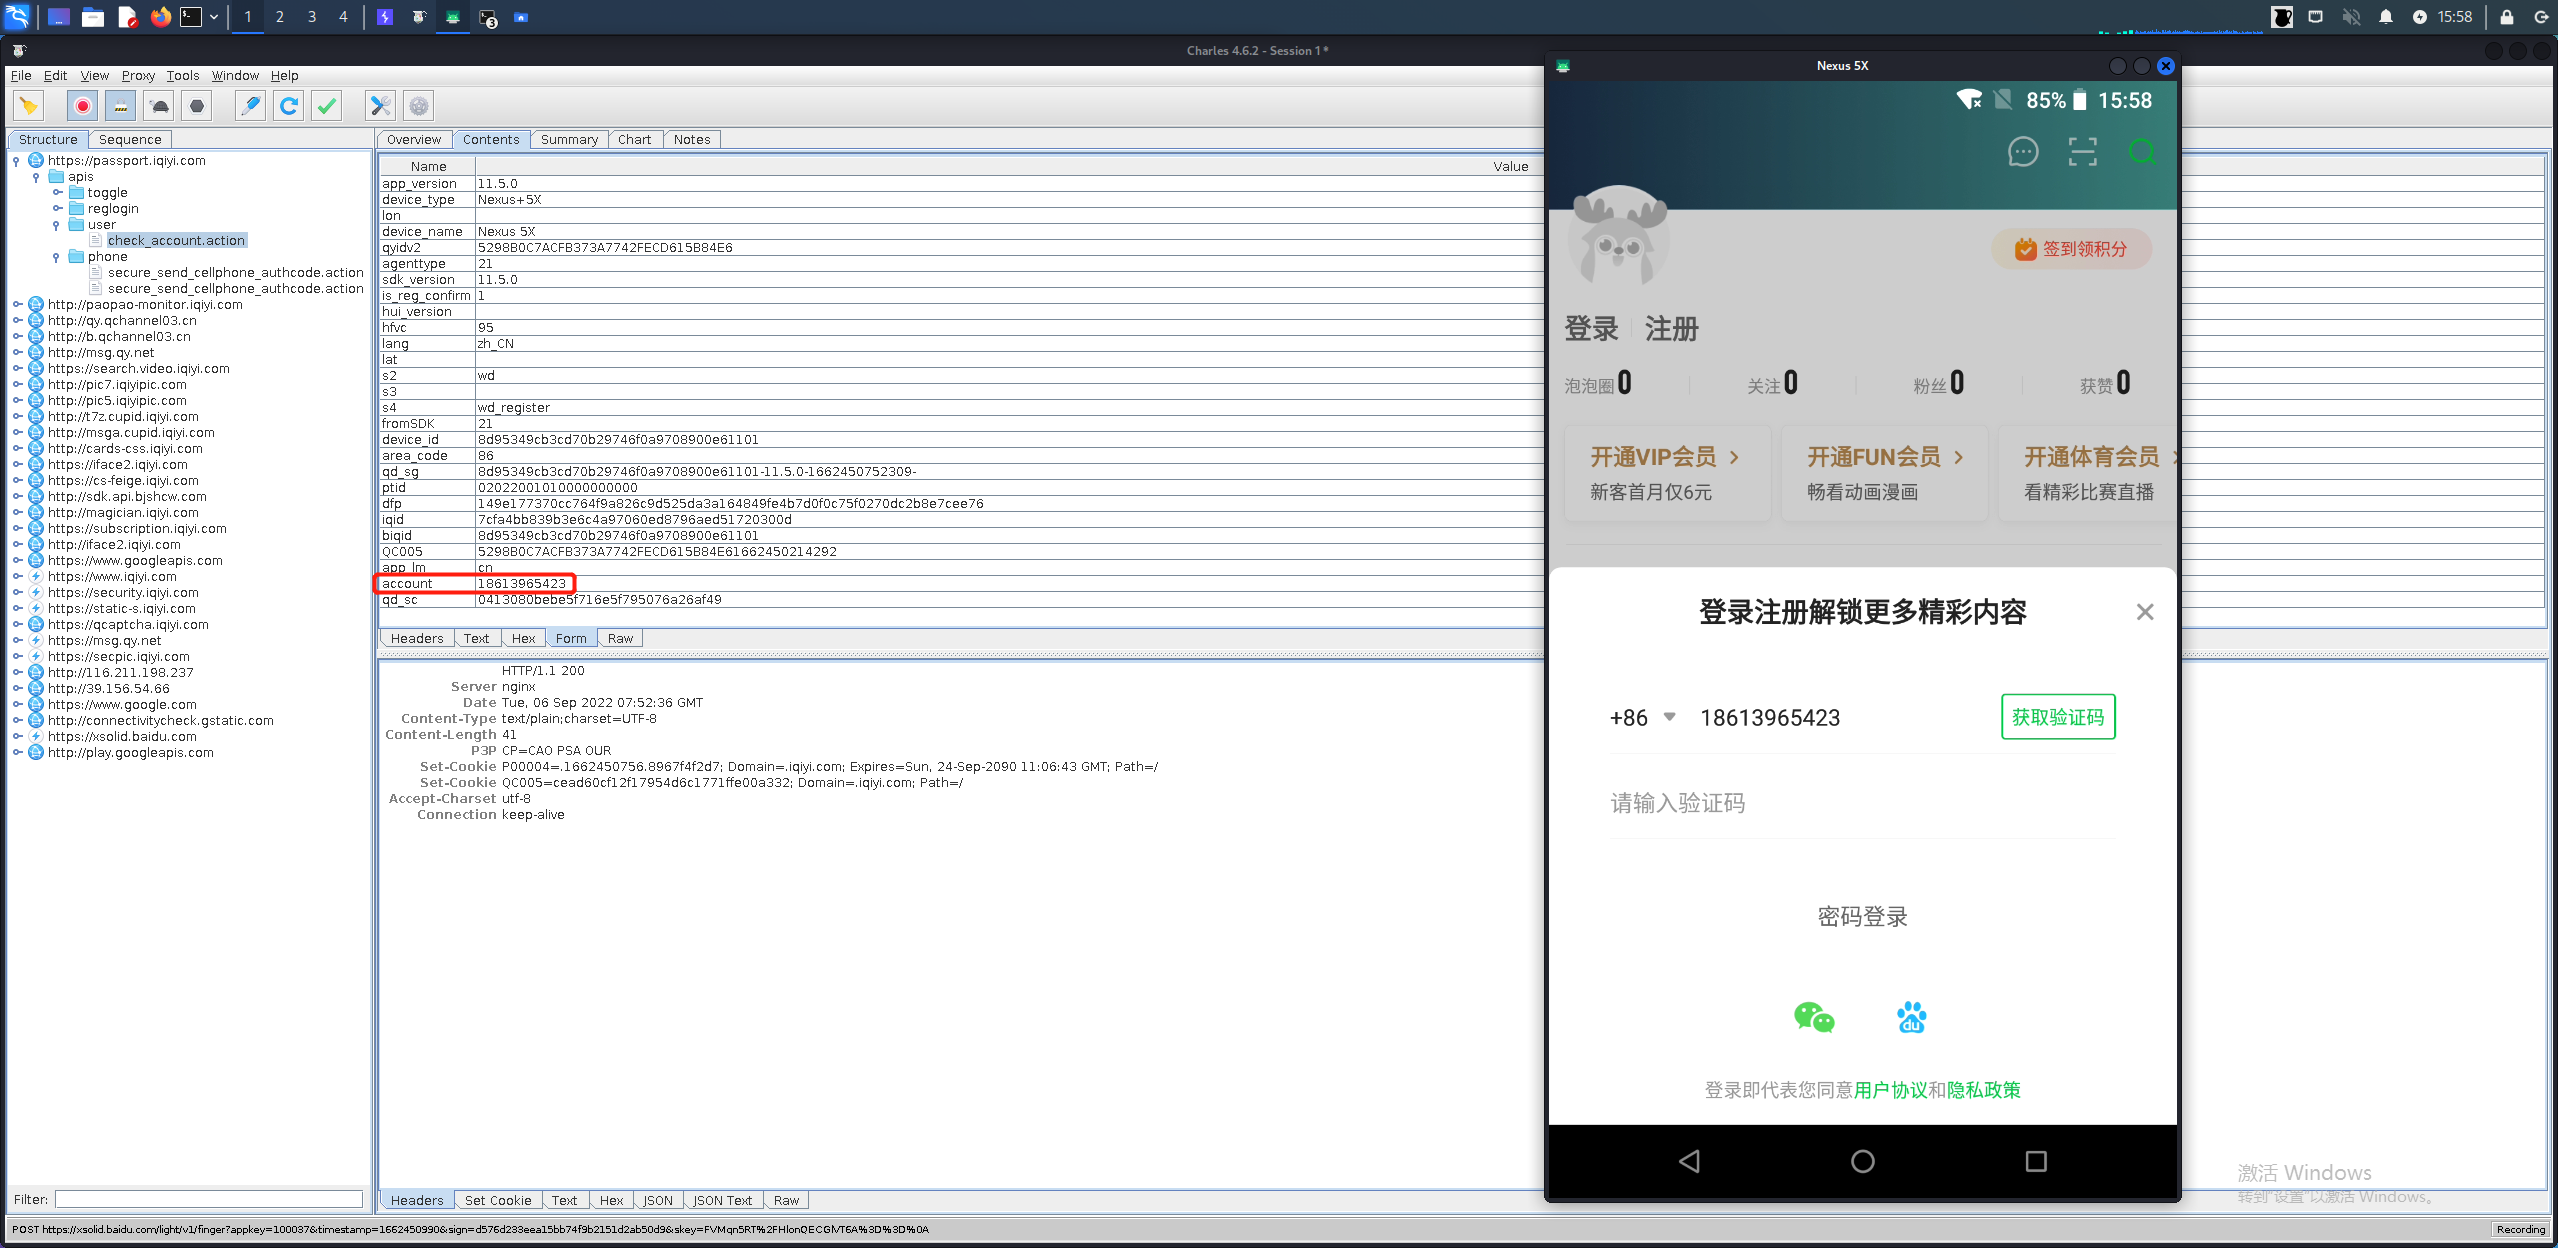 1 2 3 4 15:58
Charles 4.6.2 - Session 1 *
File Edit View Proxy Tools Window Help
Structure Sequence
https://passport.iqiyi.com
apis
toggle
reglogin
user
check_account.action
phone
secure_send_cellphone_authcode.action
secure_send_cellphone_authcode.action
http://paopao-monitor.iqiyi.com
http://qy.qchannel03.cn
http://b.qchannel03.cn
http://msg.qy.net
https://search.video.iqiyi.com
http://pic7.iqiyipic.com
http://pic5.iqiyipic.com
http://t7z.cupid.iqiyi.com
http://msga.cupid.iqiyi.com
http://cards-css.iqiyi.com
https://iface2.iqiyi.com
https://cs-feige.iqiyi.com
http://sdk.api.bjshcw.com
http://magician.iqiyi.com
https://subscription.iqiyi.com
http://iface2.iqiyi.com
https://www.googleapis.com
https://www.iqiyi.com
https://security.iqiyi.com
https://static-s.iqiyi.com
https://qcaptcha.iqiyi.com
https://msg.qy.net
https://secpic.iqiyi.com
http://116.211.198.237
http://39.156.54.66
https://www.google.com
http://connectivitycheck.gstatic.com
https://xsolid.baidu.com
http://play.googleapis.com
Filter:
Overview Contents Summary Chart Notes
Name Value
app_version 11.5.0
device_type Nexus+5X
lon
device_name Nexus 5X
qyidv2 5298B0C7ACFB373A7742FECD615B84E6
agenttype 21
sdk_version 11.5.0
is_reg_confirm 1
hui_version
hfvc 95
lang zh_CN
lat
s2 wd
s3
s4 wd_register
fromSDK 21
device_id 8d95349cb3cd70b29746f0a9708900e61101
area_code 86
qd_sg 8d95349cb3cd70b29746f0a9708900e61101-11.5.0-1662450752309-
ptid 02022001010000000000
dfp 149e177370cc764f9a826c9d525da3a164849fe4b7d0f0c75f0270dc2b8e7cee76
iqid 7cfa4bb839b3e6c4a97060ed8796aed51720300d
biqid 8d95349cb3cd70b29746f0a9708900e61101
QC005 5298B0C7ACFB373A7742FECD615B84E61662450214292
app_lm cn
account 18613965423
qd_sc 0413080bebe5f716e5f795076a26af49
Headers Text Hex Form Raw
HTTP/1.1 200
Server nginx
Date Tue, 06 Sep 2022 07:52:36 GMT
Content-Type text/plain;charset=UTF-8
Content-Length 41
P3P CP=CAO PSA OUR
Set-Cookie P00004=.1662450756.8967f4f2d7; Domain=.iqiyi.com; Expires=Sun, 24-Sep-2090 11:06:43 GMT; Path=/
Set-Cookie QC005=cead60cf12f17954d6c1771ffe00a332; Domain=.iqiyi.com; Path=/
Accept-Charset utf-8
Connection keep-alive
Headers Set Cookie Text Hex JSON JSON Text Raw
POST https://xsolid.baidu.com/light/v1/finger?appkey=100037&timestamp=1662450990&sign=d576d233eea15bb74f9b2151d2ab50d9&skey=FVMqn5RT%2FHlonQECGlVT6A%3D%3D%0A
Recording
Nexus 5X
85% 15:58
签到领积分
登录 注册
泡泡圈0 关注0 粉丝0 获赞0
开通VIP会员 开通FUN会员 开通体育会员
新客首月仅6元 畅看动画漫画 看精彩比赛直播
登录注册解锁更多精彩内容
+86 18613965423 获取验证码
请输入验证码
密码登录
du
登录即代表您同意用户协议和隐私政策
激活 Windows
转到"设置"以激活 Windows。